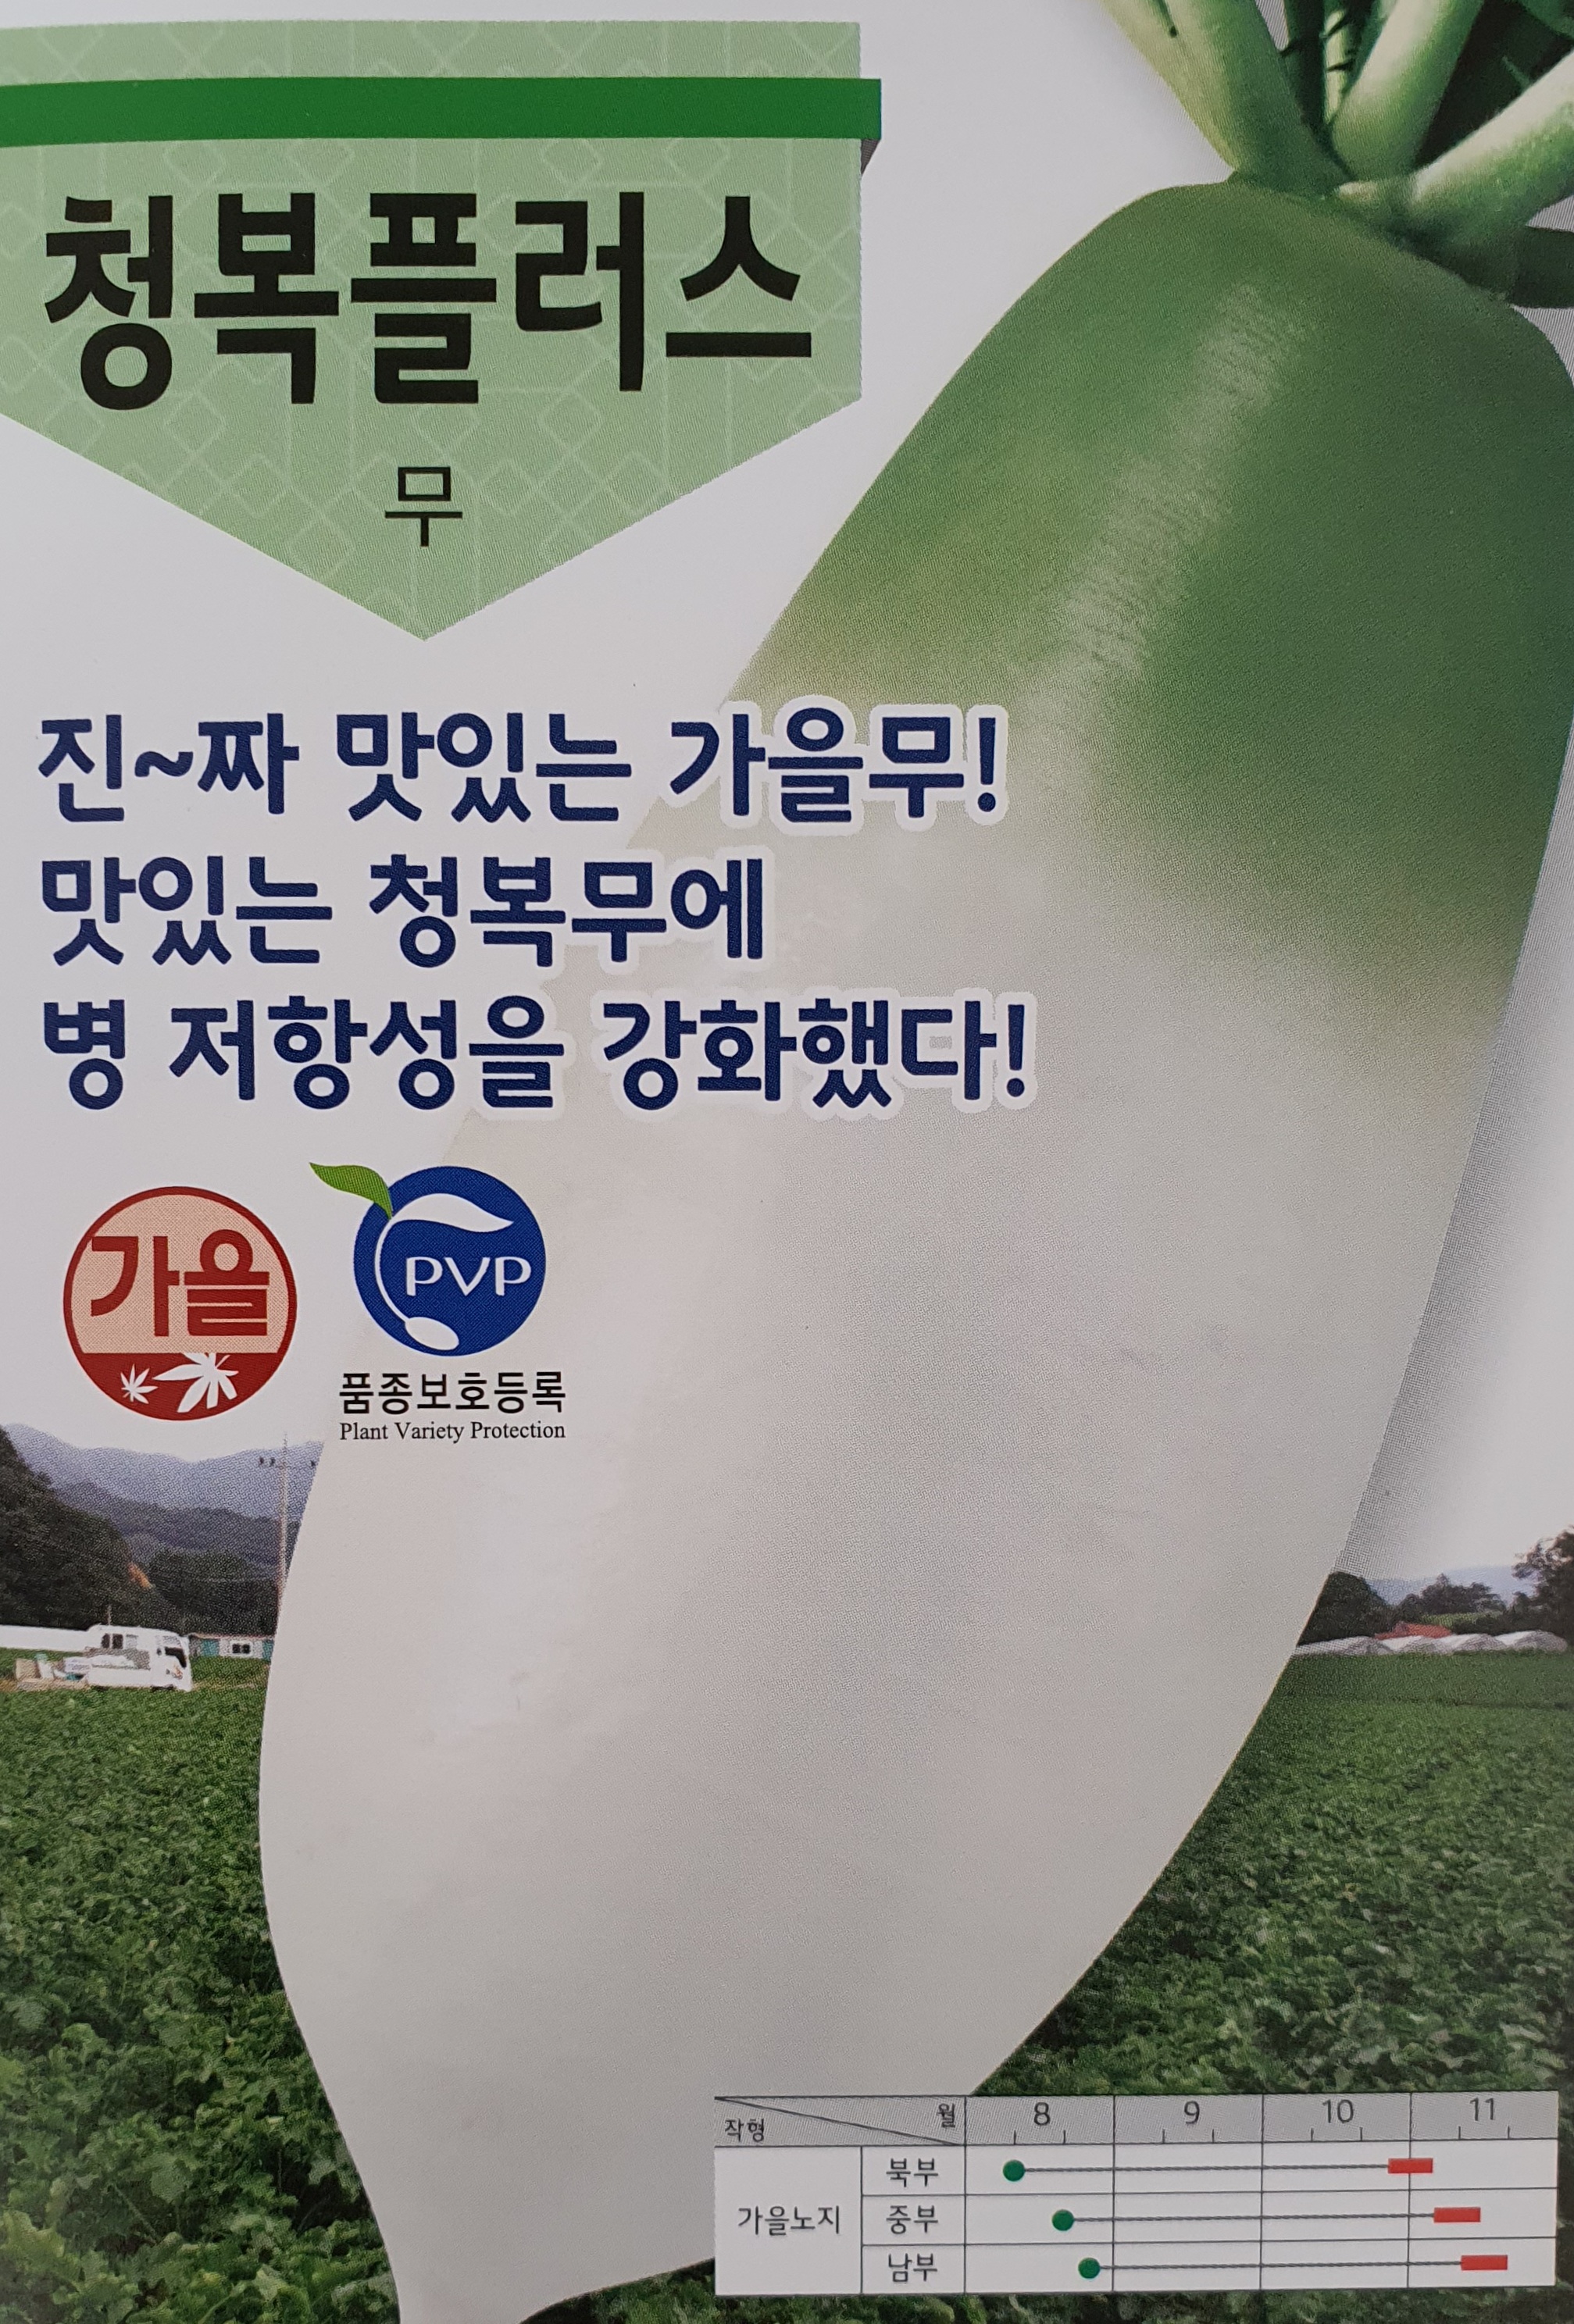 청복플러스
무
진~짜 맛있는 가을무!
맛있는 청복무에
병 저항성을 강화했다!
가을
PVP
품종보호등록
Plant Variety Protection
작형 월 8 9 10 11
가을노지
북부
중부
남부